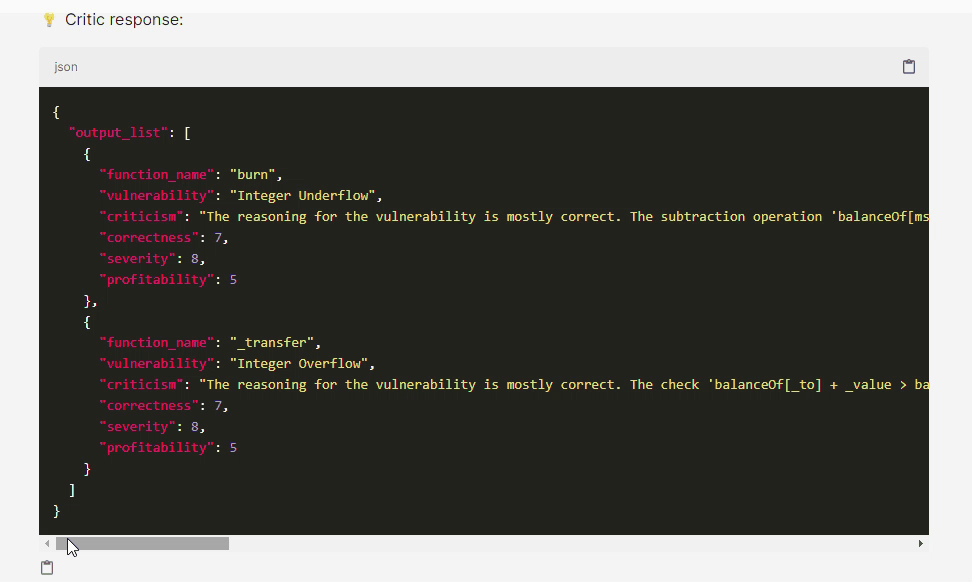 Critic response:
json
{
"output_list": [
{
"function_name": "burn",
"vulnerability": "Integer Underflow",
"criticism": "The reasoning for the vulnerability is mostly correct. The subtraction operation 'balanceOf[ms
"correctness": 7,
"severity": 8,
"profitability": 5
},
{
"function_name": "_transfer",
"vulnerability": "Integer Overflow",
"criticism": "The reasoning for the vulnerability is mostly correct. The check 'balanceOf[_to] + _value > ba
"correctness": 7,
"severity": 8,
"profitability": 5
}
]
}